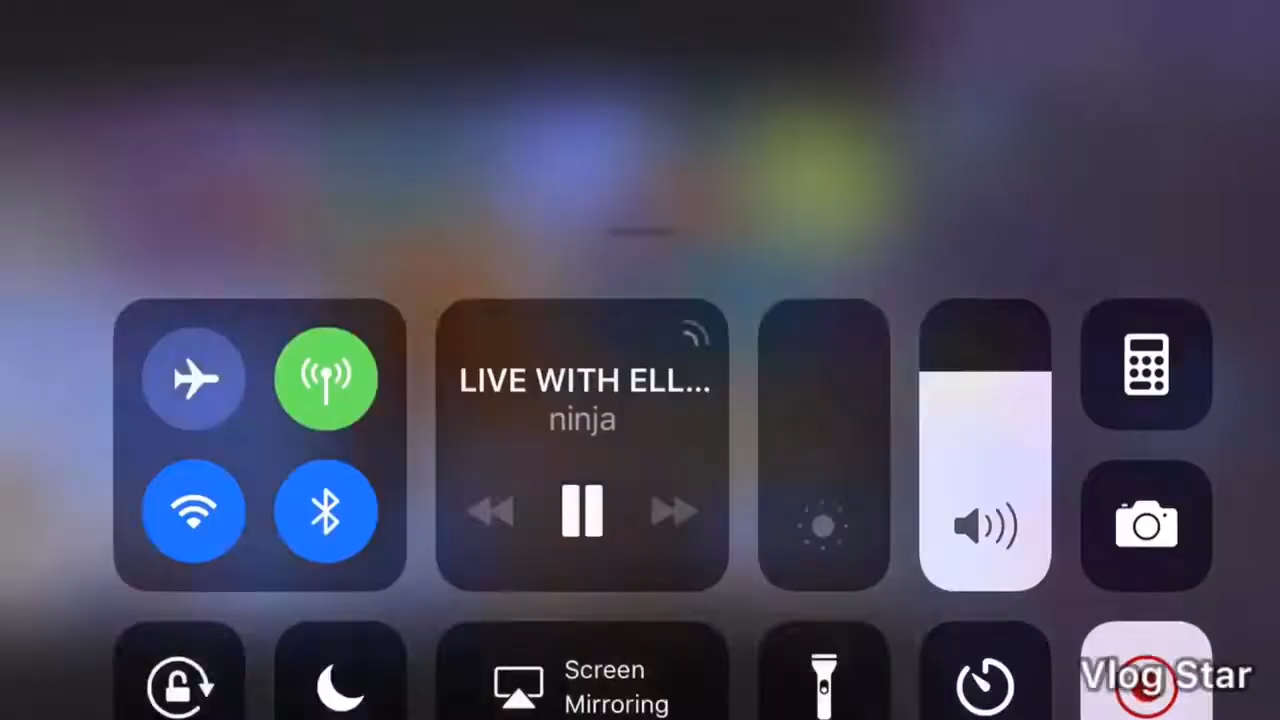 LIVE WITH ELL...
ninja
Screen
Mirroring
Vlog Star